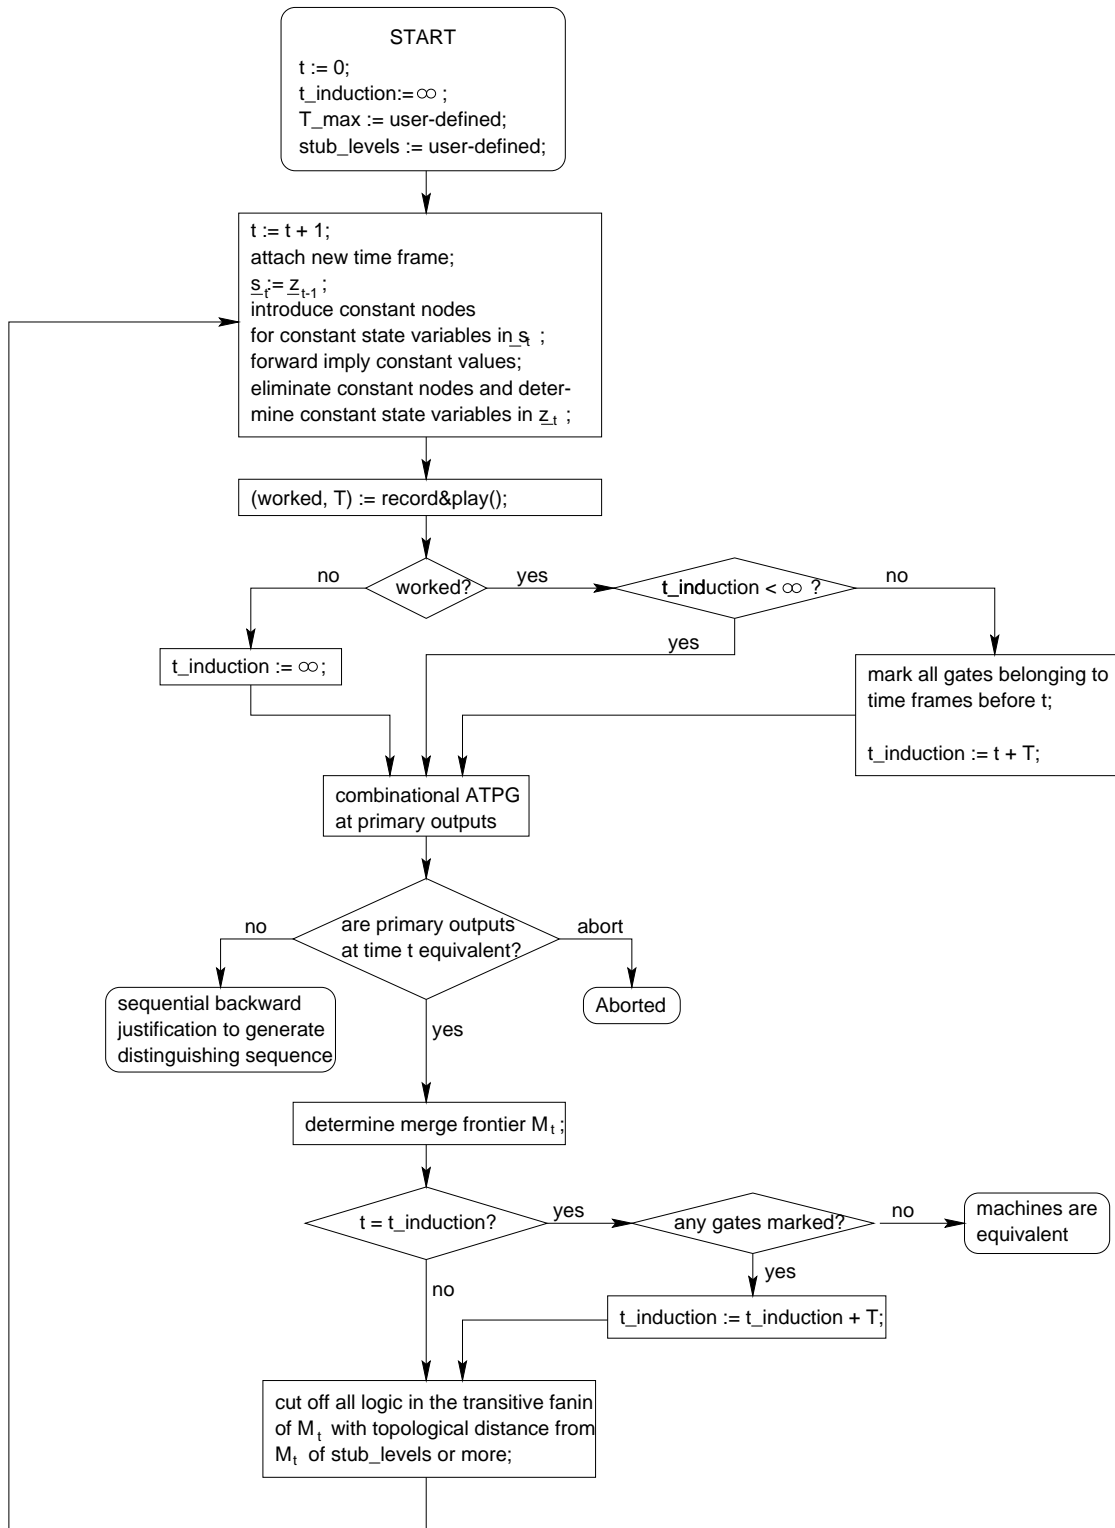 START
t := 0;
t_induction:= ∞ ;
T_max := user-defined;
stub_levels := user-defined;
t := t + 1;
attach new time frame;
s_t := z_t-1 ;
introduce constant nodes
for constant state variables in s_t ;
forward imply constant values;
eliminate constant nodes and deter-
mine constant state variables in z_t ;
(worked, T) := record&play();
no
worked?
yes
t_induction < ∞ ?
no
yes
t_induction := ∞;
mark all gates belonging to
time frames before t;
t_induction := t + T;
combinational ATPG
at primary outputs
no
are primary outputs
at time t equivalent?
abort
sequential backward
justification to generate
distinguishing sequence
Aborted
yes
determine merge frontier M_t ;
t = t_induction?
yes
any gates marked?
no
machines are
equivalent
no
yes
t_induction := t_induction + T;
cut off all logic in the transitive fanin
of M_t with topological distance from
M_t of stub_levels or more;